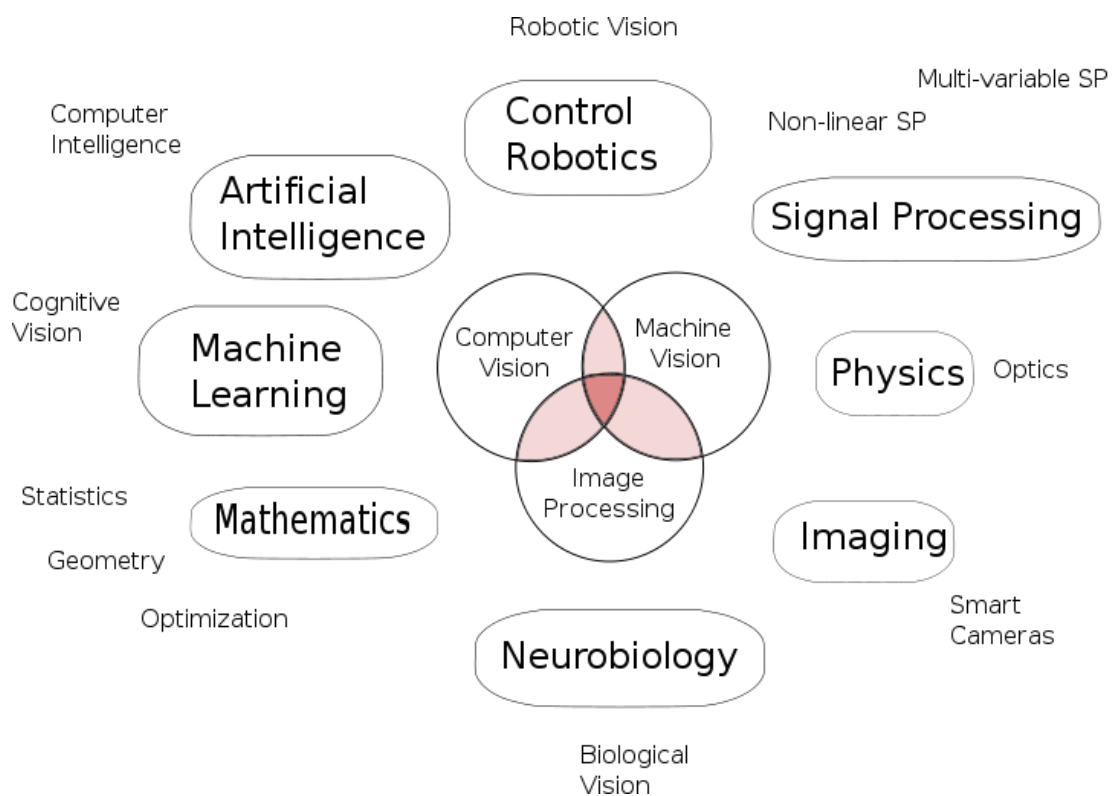 Robotic Vision
Multi-variable SP
Computer
Intelligence
Control
Robotics
Non-linear SP
Artificial
Intelligence
Signal Processing
Cognitive
Vision
Machine
Learning
Computer
Vision
Machine
Vision
Physics
Optics
Image
Processing
Statistics
Mathematics
Geometry
Optimization
Imaging
Smart
Cameras
Neurobiology
Biological
Vision